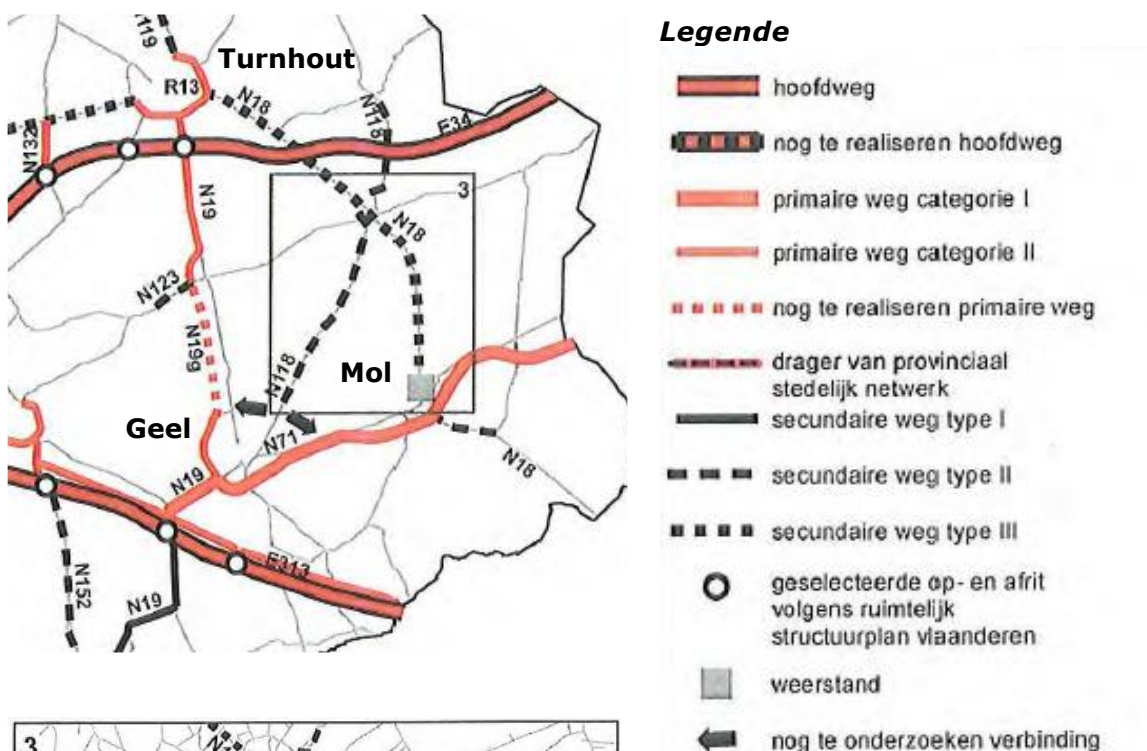 N119
Turnhout
R13
N18
N118
E34
N132
3
N19
N18
N123
N199
Mol
N118
Geel
N71
N19
N18
E313
N152
N19
3
Legende
hoofdweg
nog te realiseren hoofdweg
primaire weg categorie I
primaire weg categorie II
nog te realiseren primaire weg
drager van provinciaal
stedelijk netwerk
secundaire weg type I
secundaire weg type II
secundaire weg type III
geselecteerde op- en afrit
volgens ruimtelijk
structuurplan vlaanderen
weerstand
nog te onderzoeken verbinding